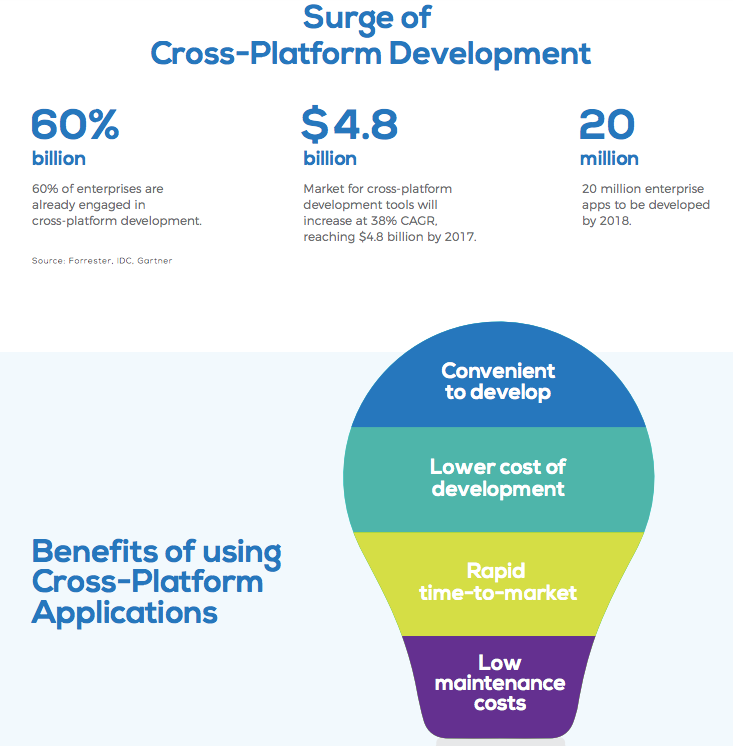 Surge of
Cross-Platform Development
60%
billion
60% of enterprises are
already engaged in
cross-platform development.
Source: Forrester, IDC, Gartner
$4.8
billion
Market for cross-platform
development tools will
increase at 38% CAGR,
reaching $4.8 billion by 2017.
20
million
20 million enterprise
apps to be developed
by 2018.
Benefits of using
Cross-Platform
Applications
Convenient
to develop
Lower cost of
development
Rapid
time-to-market
Low
maintenance
costs